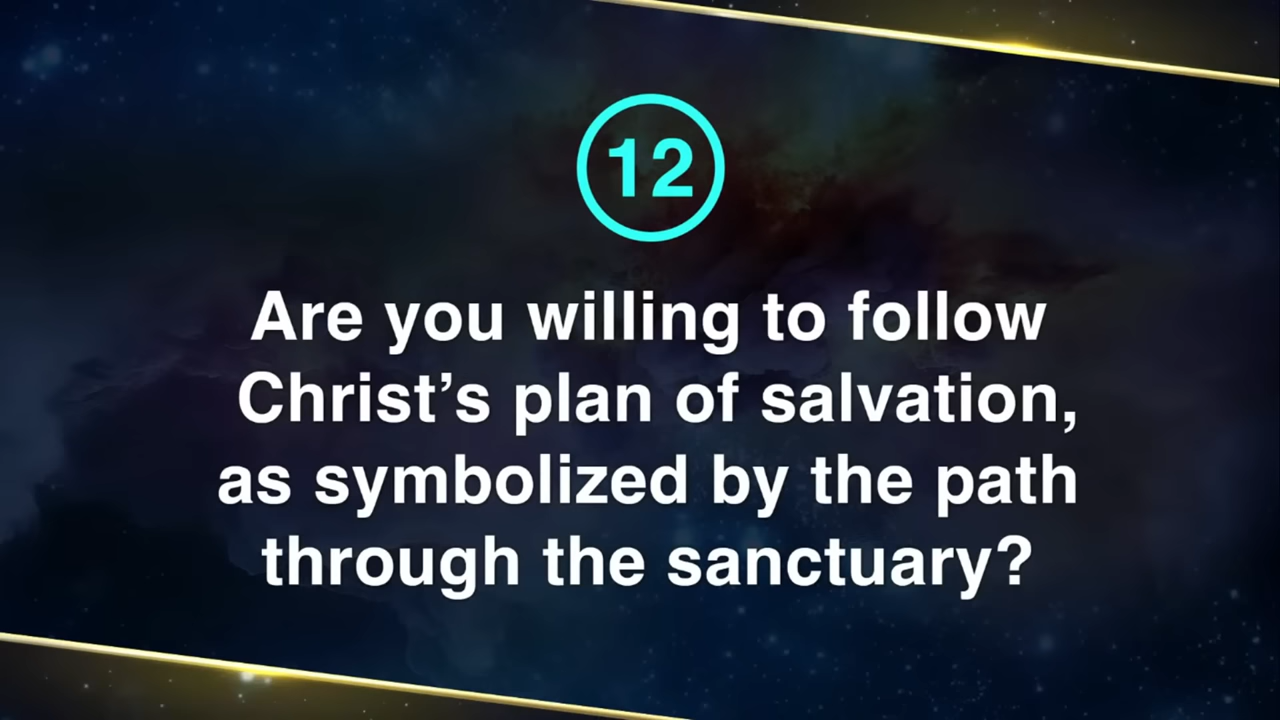 12
Are you willing to follow
Christ’s plan of salvation,
as symbolized by the path
through the sanctuary?